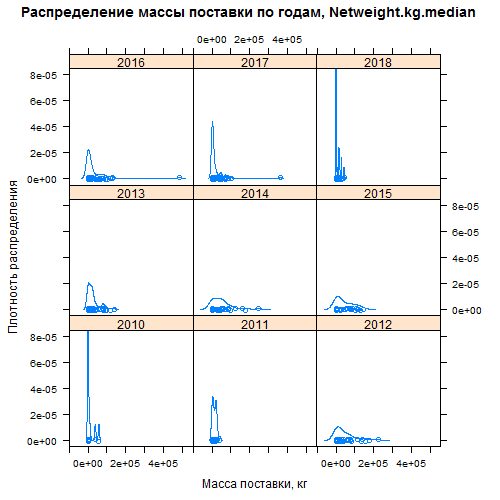 Распределение массы поставки по годам, Netweight.kg.median
0e+00 2e+05 4e+05
2016 2017 2018
8e-05
6e-05
4e-05
2e-05
0e+00
2013 2014 2015
8e-05
6e-05
4e-05
2e-05
0e+00
Плотность распределения
2010 2011 2012
8e-05
6e-05
4e-05
2e-05
0e+00
0e+00 2e+05 4e+05 0e+00 2e+05 4e+05
Масса поставки, кг